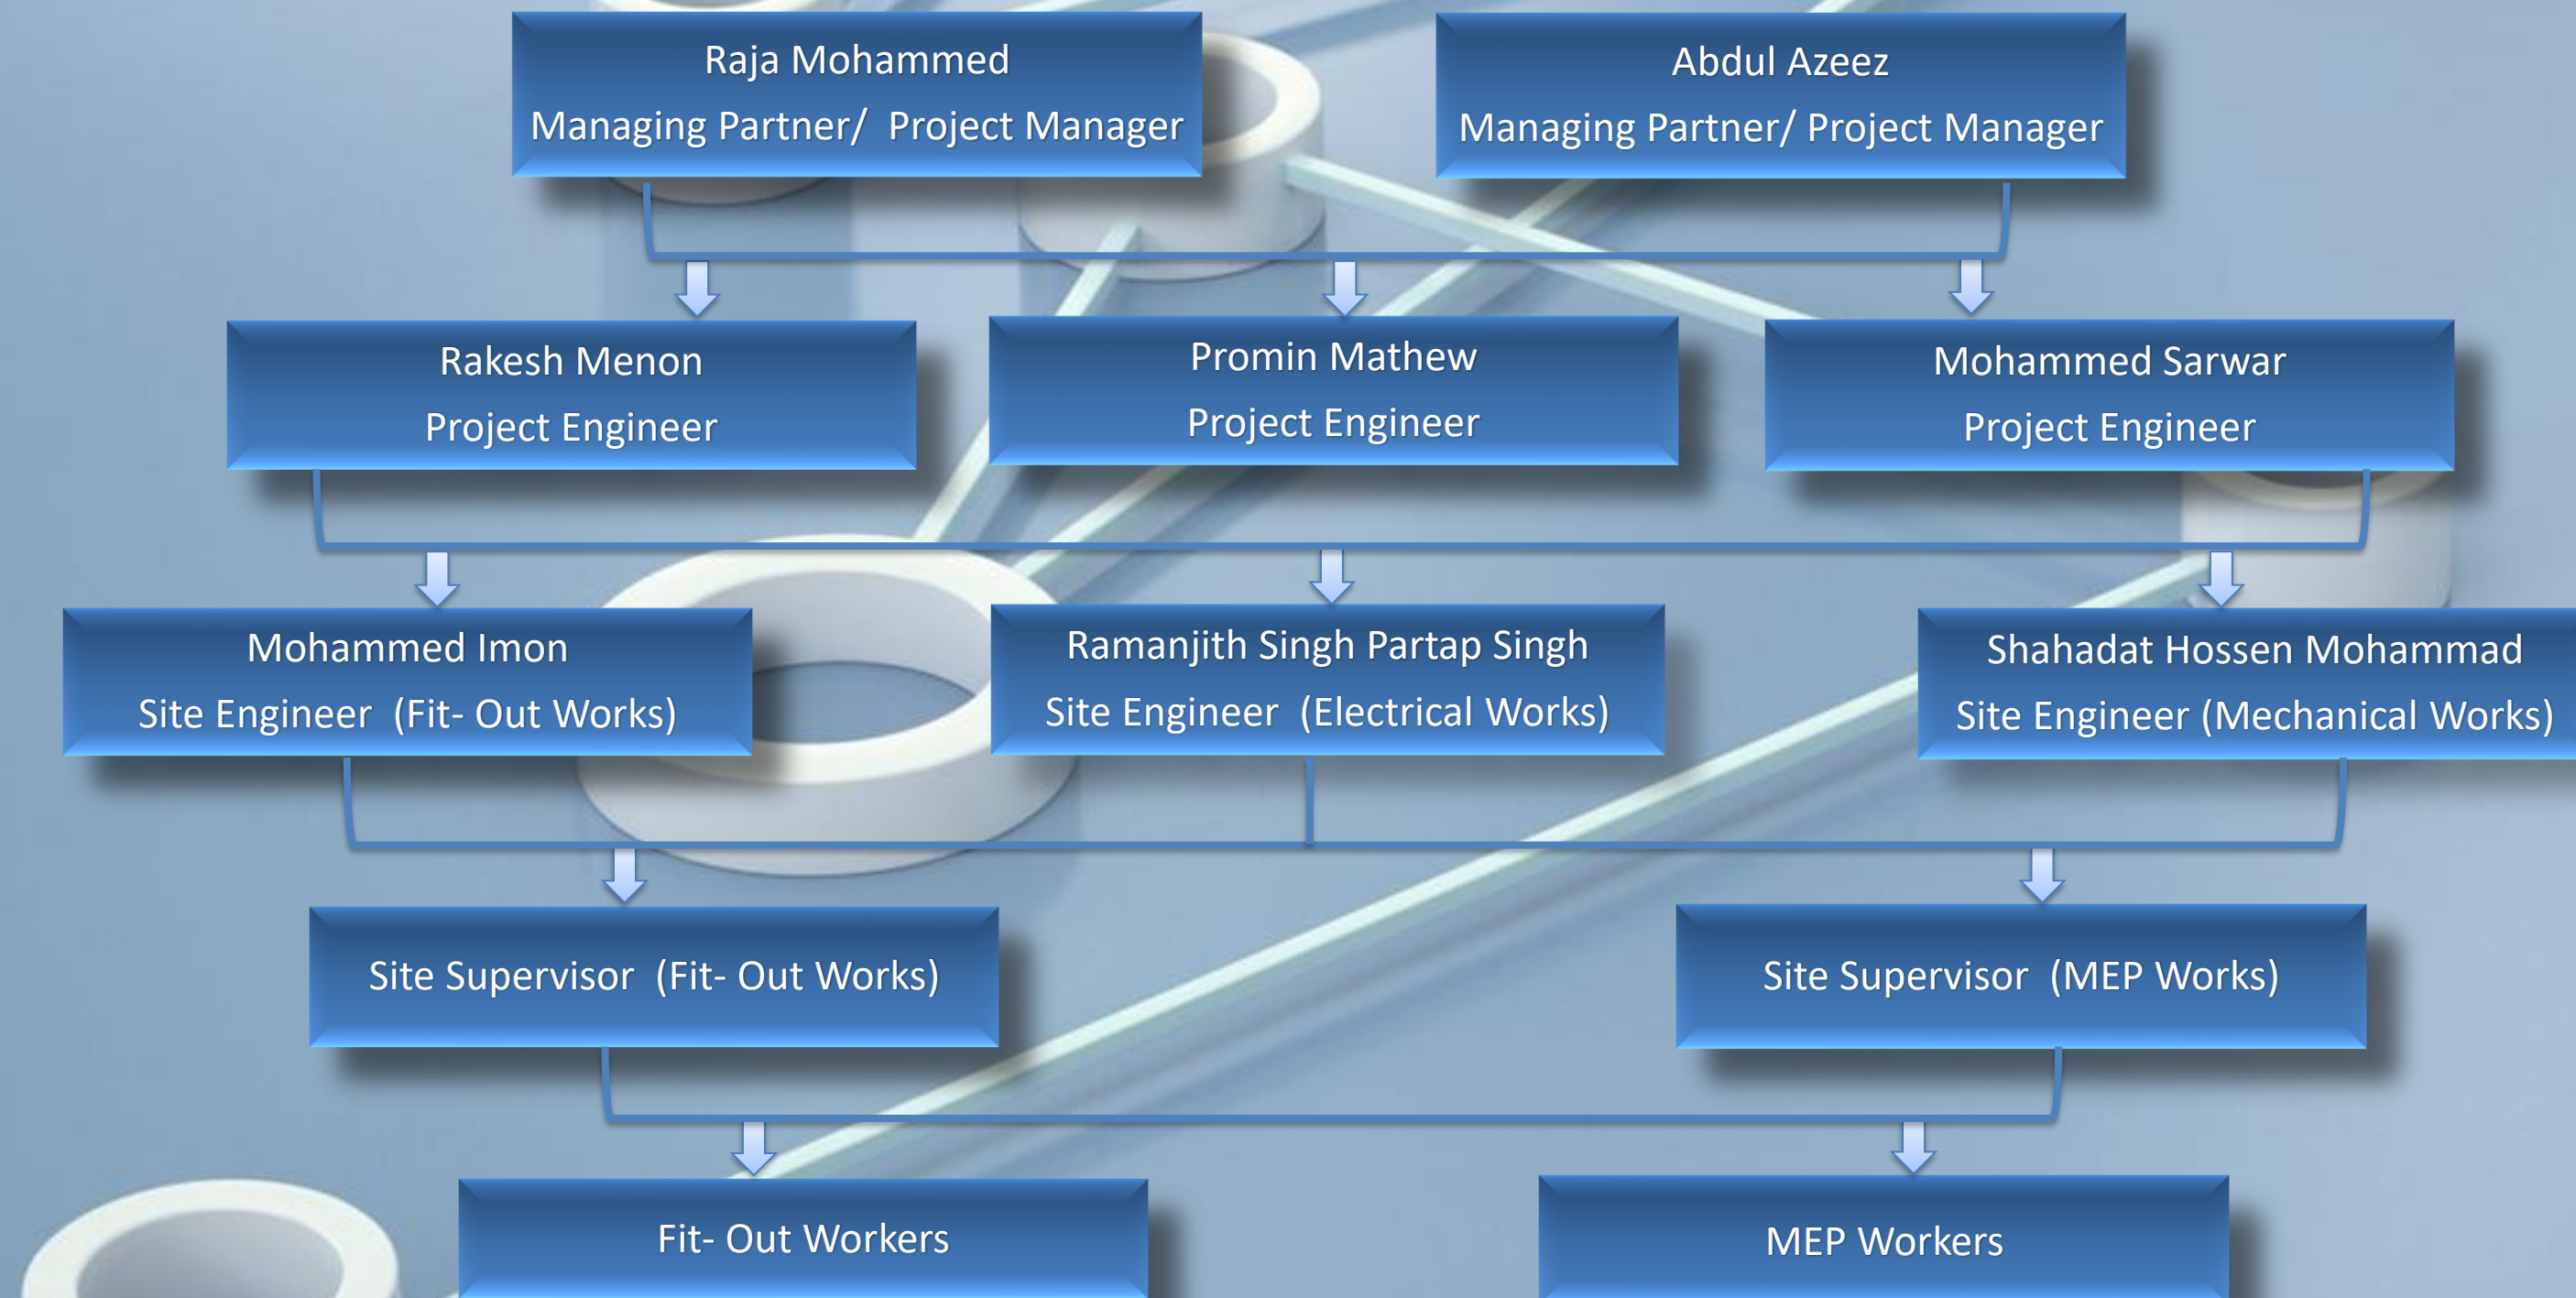 Raja Mohammed
Managing Partner/  Project Manager
Abdul Azeez
Managing Partner/ Project Manager
Rakesh Menon
Project Engineer
Promin Mathew
Project Engineer
Mohammed Sarwar
Project Engineer
Mohammed Imon
Site Engineer  (Fit- Out Works)
Ramanjith Singh Partap Singh
Site Engineer  (Electrical Works)
Shahadat Hossen Mohammad
Site Engineer (Mechanical Works)
Site Supervisor  (Fit- Out Works)
Site Supervisor  (MEP Works)
Fit- Out Workers
MEP Workers